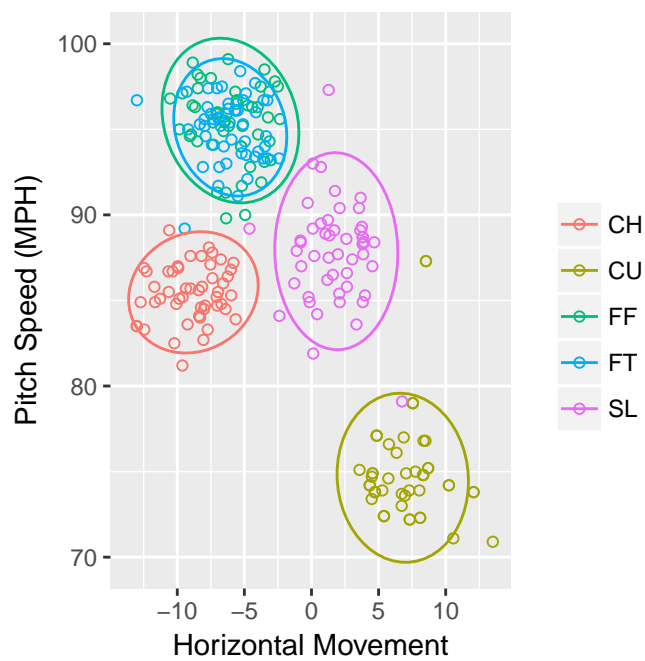 Pitch Speed (MPH)
100
90
80
70
−10
−5
0
5
10
Horizontal Movement
CH
CU
FF
FT
SL